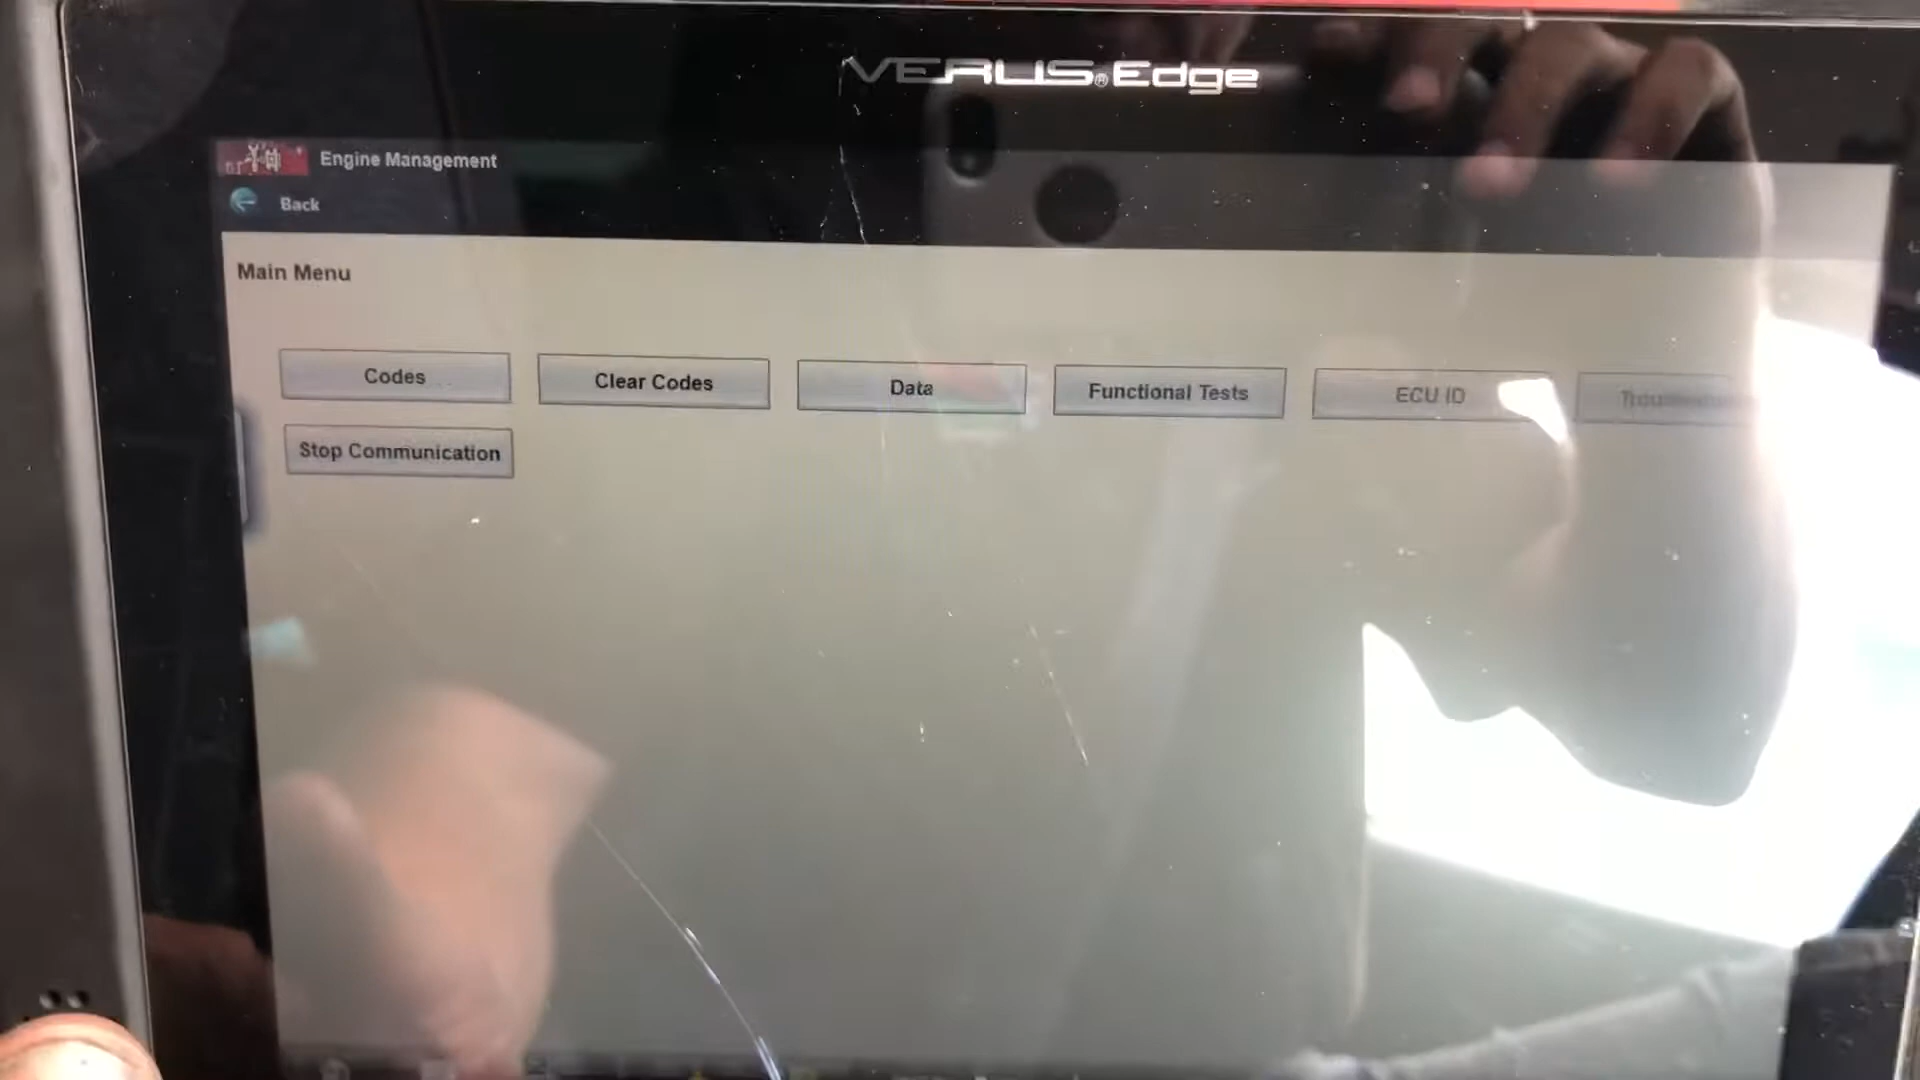 VERUS® Edge
Engine Management
Back
Main Menu
Codes Clear Codes Data Functional Tests ECU ID
Stop Communication